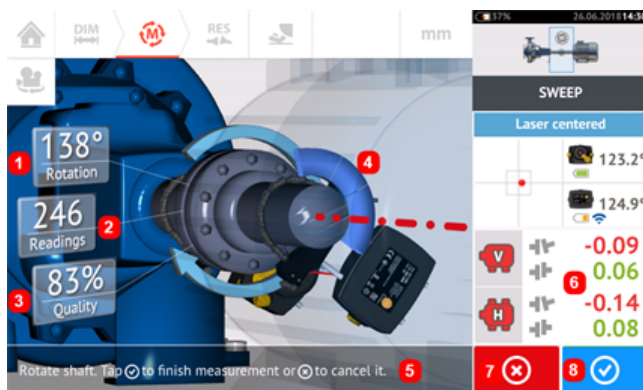 37% 26.06.2018 14:30
DIM M RES mm
SWEEP
Laser centered
1 138°
Rotation
4
123.2°
246
Readings 2
124.9°
3 83%
Quality
V -0.09
0.06
6
H -0.14
0.08
Rotate shaft. Tap to finish measurement or to cancel it. 5
7 8